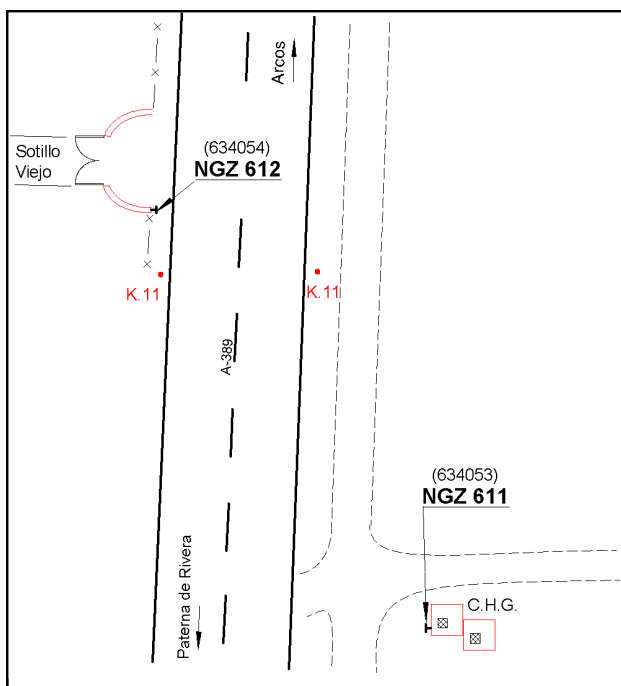 Arcos
(634054)
NGZ 612
Sotillo
Viejo
K.11
K.11
A-389
(634053)
NGZ 611
Paterna de Rivera
C.H.G.